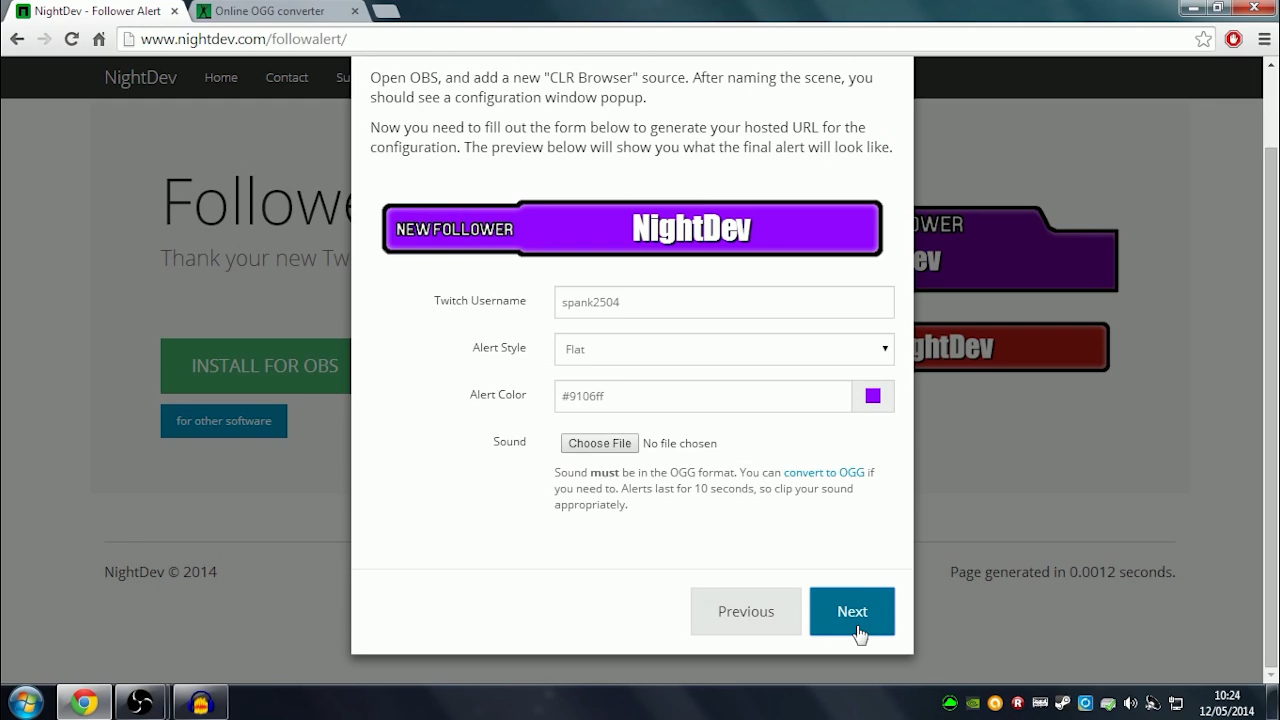 NightDev - Follower Alert
Online OGG converter
www.nightdev.com/followalert/
NightDev Home Contact Su
Open OBS, and add a new "CLR Browser" source. After naming the scene, you
should see a configuration window popup.
Now you need to fill out the form below to generate your hosted URL for the
configuration. The preview below will show you what the final alert will look like.
Follow
Thank your new Tw
INSTALL FOR OBS
for other software
NEW FOLLOWER NightDev
OWER
ev
ghtDev
Twitch Username spank2504
Alert Style Flat
Alert Color #9106ff
Sound Choose File No file chosen
Sound must be in the OGG format. You can convert to OGG if
you need to. Alerts last for 10 seconds, so clip your sound
appropriately.
NightDev © 2014
Page generated in 0.0012 seconds.
Previous Next
10:24
12/05/2014